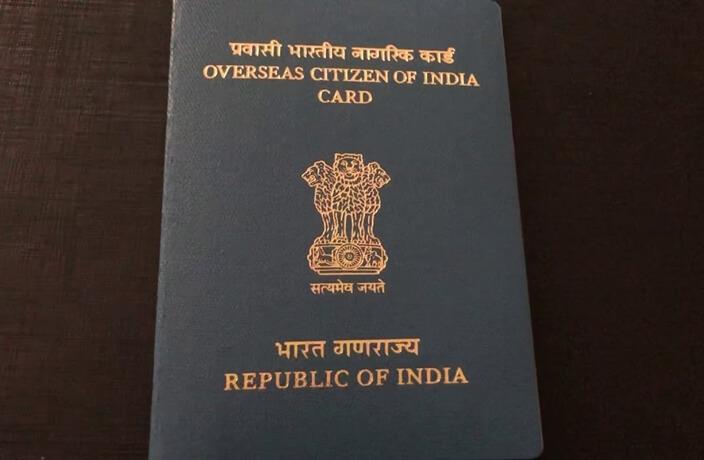 प्रवासी भारतीय नागरिक कार्ड
OVERSEAS CITIZEN OF INDIA
CARD
सत्यमेव जयते
भारत गणराज्य
REPUBLIC OF INDIA